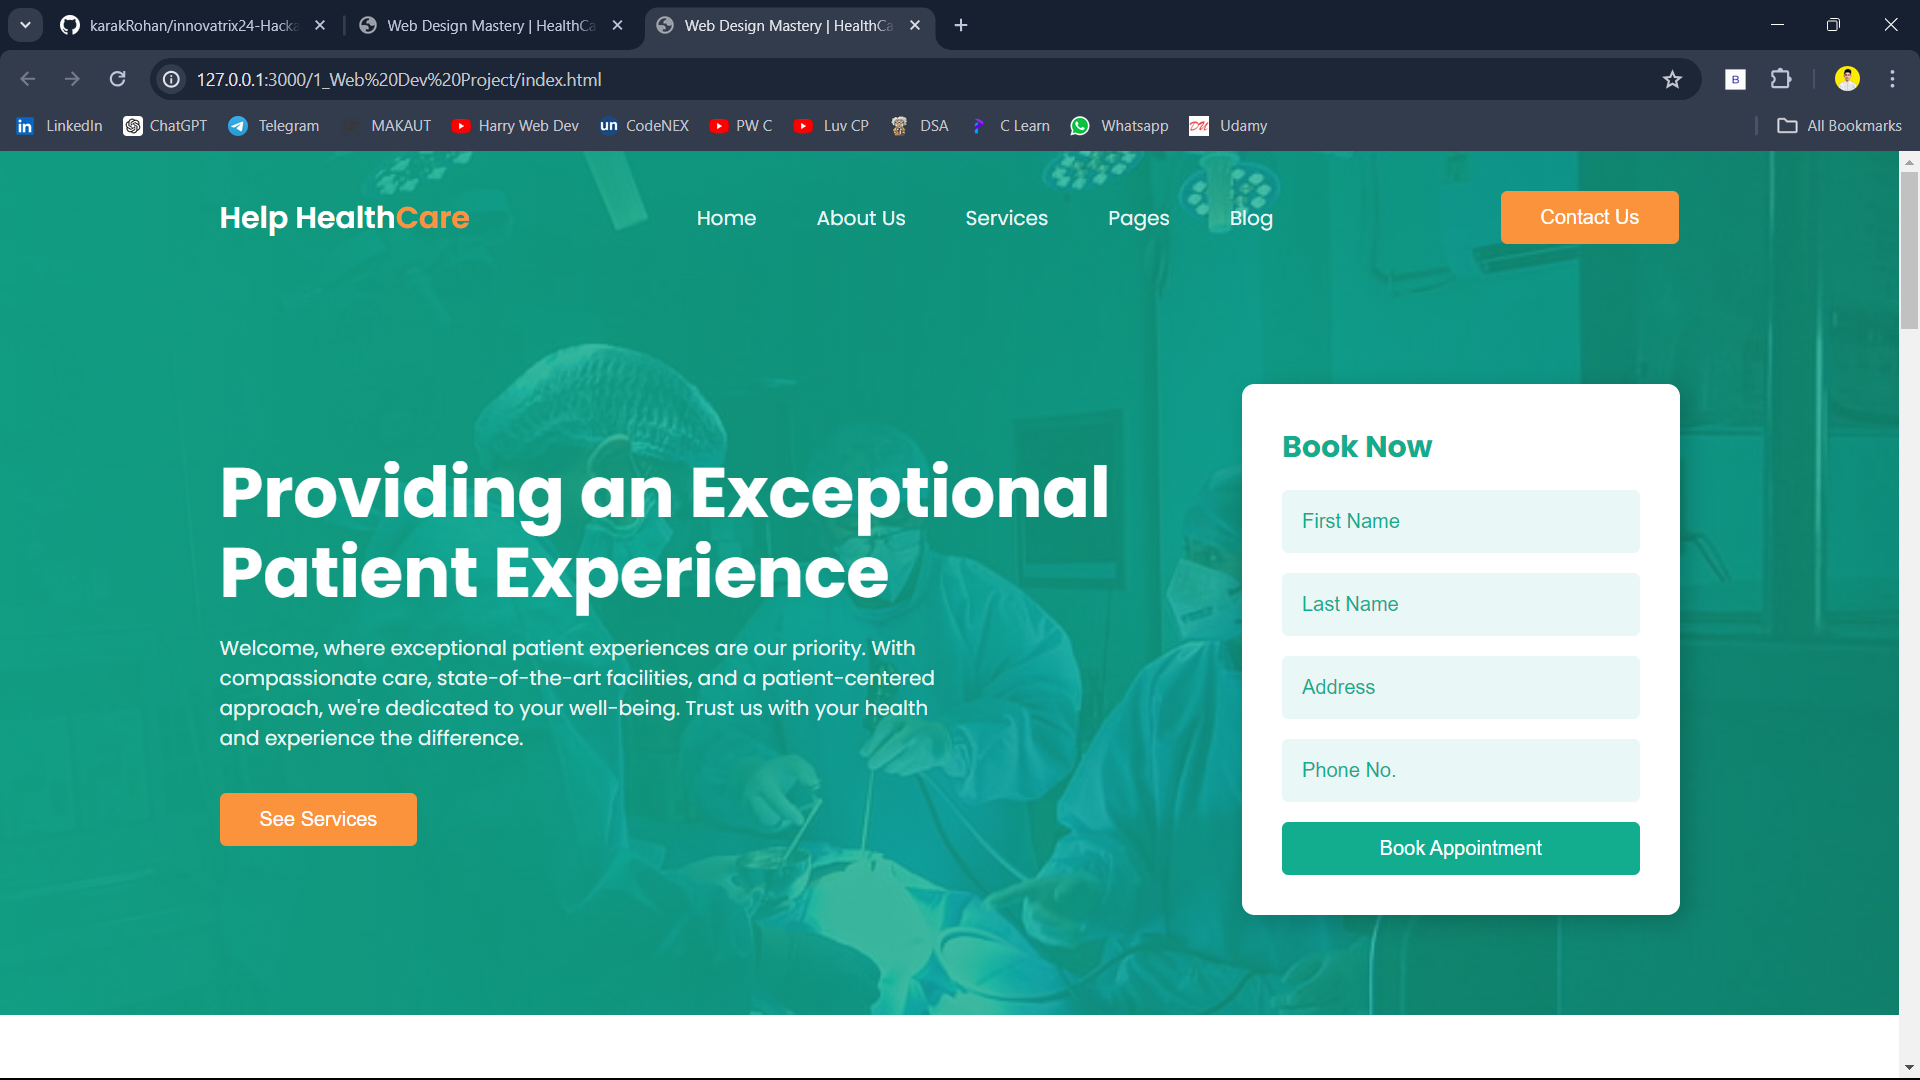 karakRohan/innovatrix24-Hacka
Web Design Mastery | HealthCa
Web Design Mastery | HealthCa
127.0.0.1:3000/1_Web%20Dev%20Project/index.html
B
in LinkedIn
ChatGPT
Telegram
MAKAUT
Harry Web Dev
un CodeNEX
PW C
Luv CP
DSA
C Learn
Whatsapp
DU Udamy
All Bookmarks
Help HealthCare
Home
About Us
Services
Pages
Blog
Contact Us
Providing an Exceptional
Patient Experience
Welcome, where exceptional patient experiences are our priority. With
compassionate care, state-of-the-art facilities, and a patient-centered
approach, we're dedicated to your well-being. Trust us with your health
and experience the difference.
See Services
Book Now
First Name
Last Name
Address
Phone No.
Book Appointment